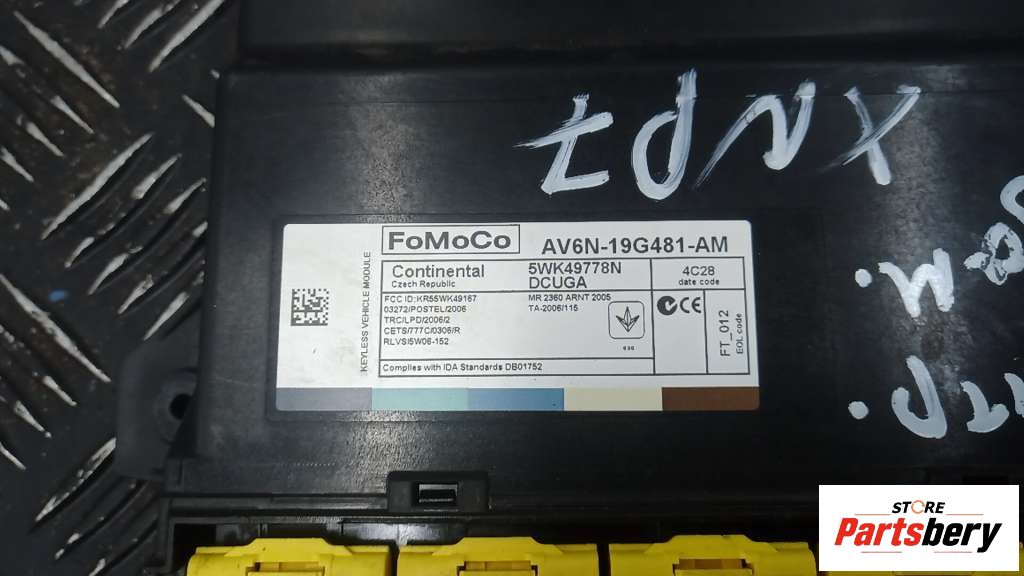 FoMoCo AV6N-19G481-AM
KEYLESS VEHICLE MODULE
Continental 5WK49778N
Czech Republic DCUGA
4C28
date code
FCC ID:KR55WK49167
03272/POSTEL/2006
TRC/LPD/2006/2
CETS/777C/0306/R
RLVSI5W06-152
MR 2360 ARNT 2005
TA-2006/115
636
CE
FT_012
EOL code
Complies with IDA Standards DB01752
STORE
Partsbery